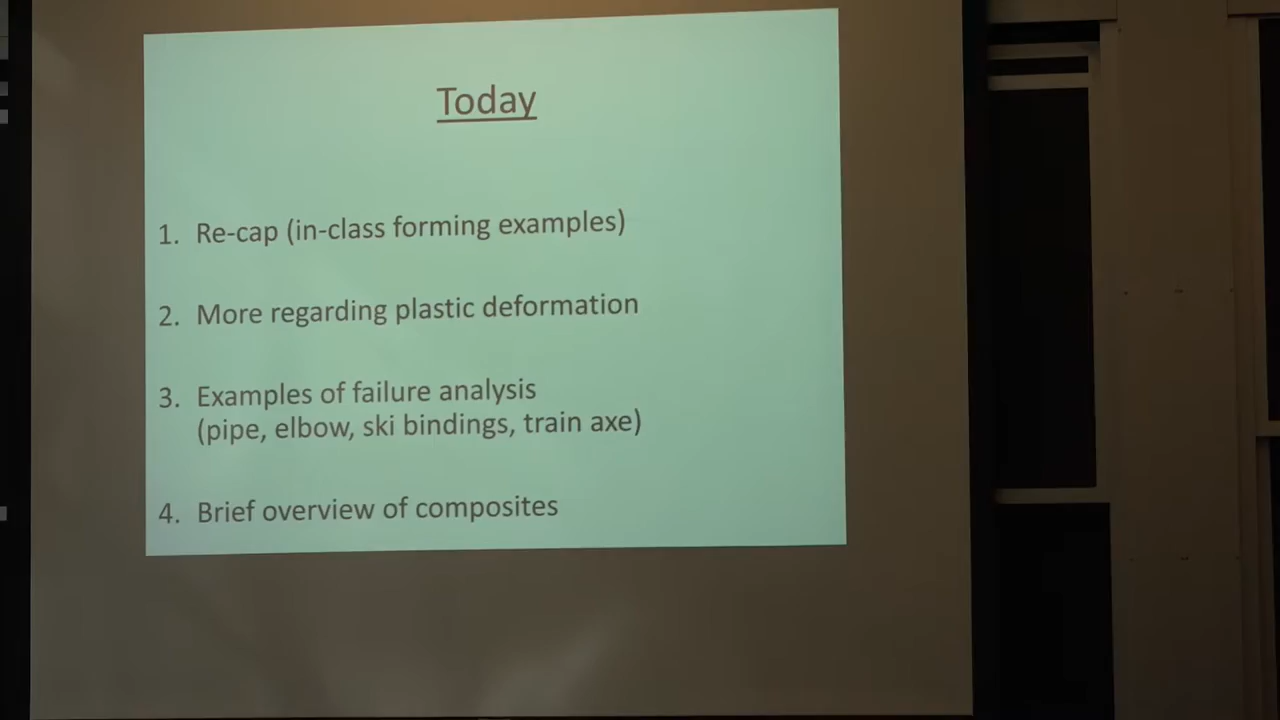 Today
1. Re-cap (in-class forming examples)
2. More regarding plastic deformation
3. Examples of failure analysis
(pipe, elbow, ski bindings, train axe)
4. Brief overview of composites